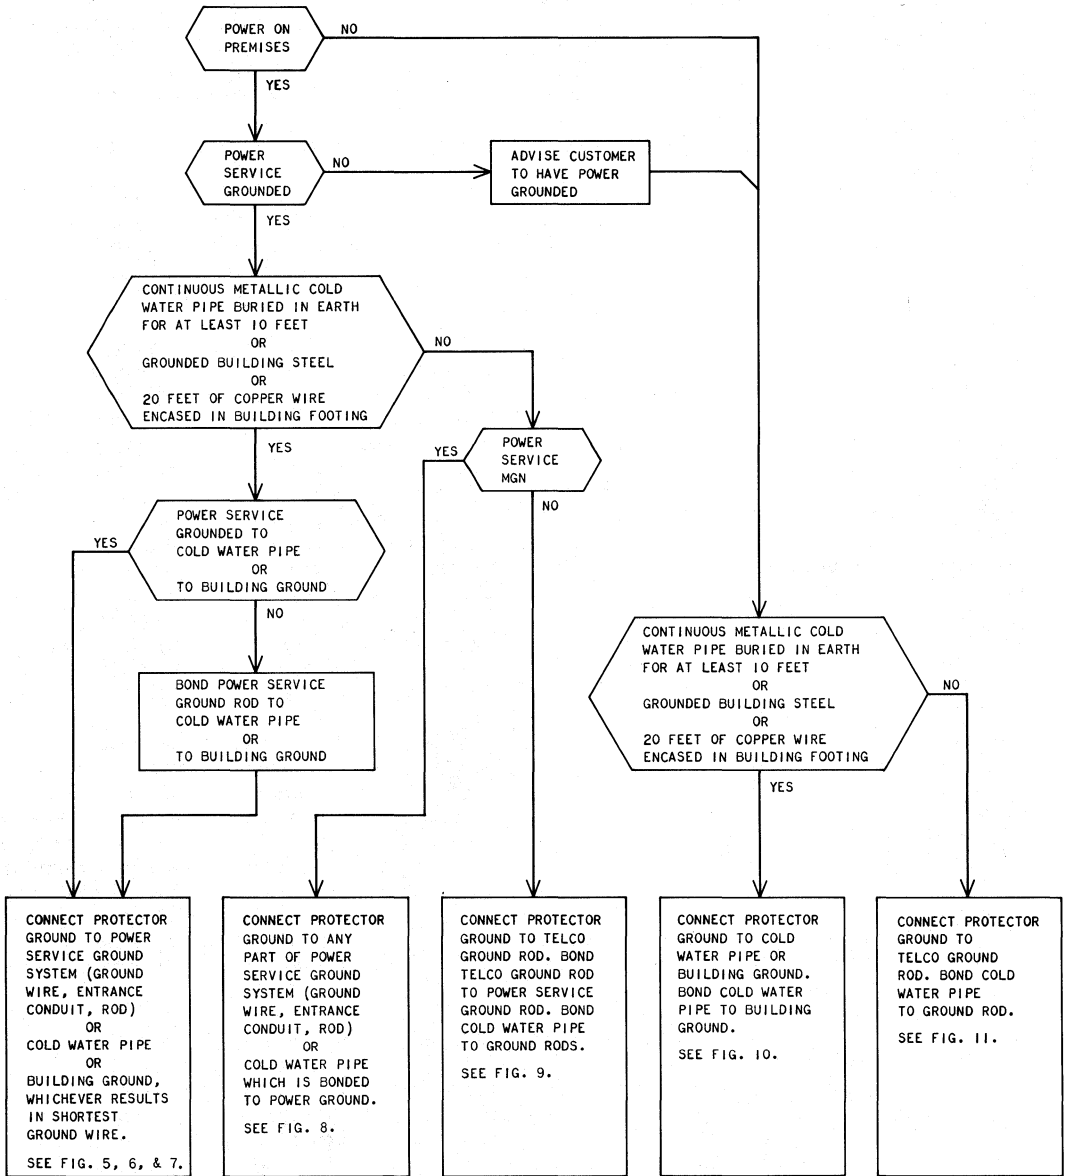 POWER ON
PREMISES
NO
YES
POWER
SERVICE
GROUNDED
NO
ADVISE CUSTOMER
TO HAVE POWER
GROUNDED
YES
CONTINUOUS METALLIC COLD
WATER PIPE BURIED IN EARTH
FOR AT LEAST 10 FEET
OR
GROUNDED BUILDING STEEL
OR
20 FEET OF COPPER WIRE
ENCASED IN BUILDING FOOTING
NO
YES
POWER
SERVICE
MGN
YES
NO
POWER SERVICE
GROUNDED TO
COLD WATER PIPE
OR
TO BUILDING GROUND
YES
NO
BOND POWER SERVICE
GROUND ROD TO
COLD WATER PIPE
OR
TO BUILDING GROUND
CONTINUOUS METALLIC COLD
WATER PIPE BURIED IN EARTH
FOR AT LEAST 10 FEET
OR
GROUNDED BUILDING STEEL
OR
20 FEET OF COPPER WIRE
ENCASED IN BUILDING FOOTING
NO
YES
CONNECT PROTECTOR
GROUND TO POWER
SERVICE GROUND
SYSTEM (GROUND
WIRE, ENTRANCE
CONDUIT, ROD)
OR
COLD WATER PIPE
OR
BUILDING GROUND,
WHICHEVER RESULTS
IN SHORTEST
GROUND WIRE.
SEE FIG. 5, 6, & 7.
CONNECT PROTECTOR
GROUND TO ANY
PART OF POWER
SERVICE GROUND
SYSTEM (GROUND
WIRE, ENTRANCE
CONDUIT, ROD)
OR
COLD WATER PIPE
WHICH IS BONDED
TO POWER GROUND.
SEE FIG. 8.
CONNECT PROTECTOR
GROUND TO TELCO
GROUND ROD. BOND
TELCO GROUND ROD
TO POWER SERVICE
GROUND ROD. BOND
COLD WATER PIPE
TO GROUND RODS.
SEE FIG. 9.
CONNECT PROTECTOR
GROUND TO COLD
WATER PIPE OR
BUILDING GROUND.
BOND COLD WATER
PIPE TO BUILDING
GROUND.
SEE FIG. 10.
CONNECT PROTECTOR
GROUND TO
TELCO GROUND
ROD. BOND COLD
WATER PIPE
TO GROUND ROD.
SEE FIG. 11.